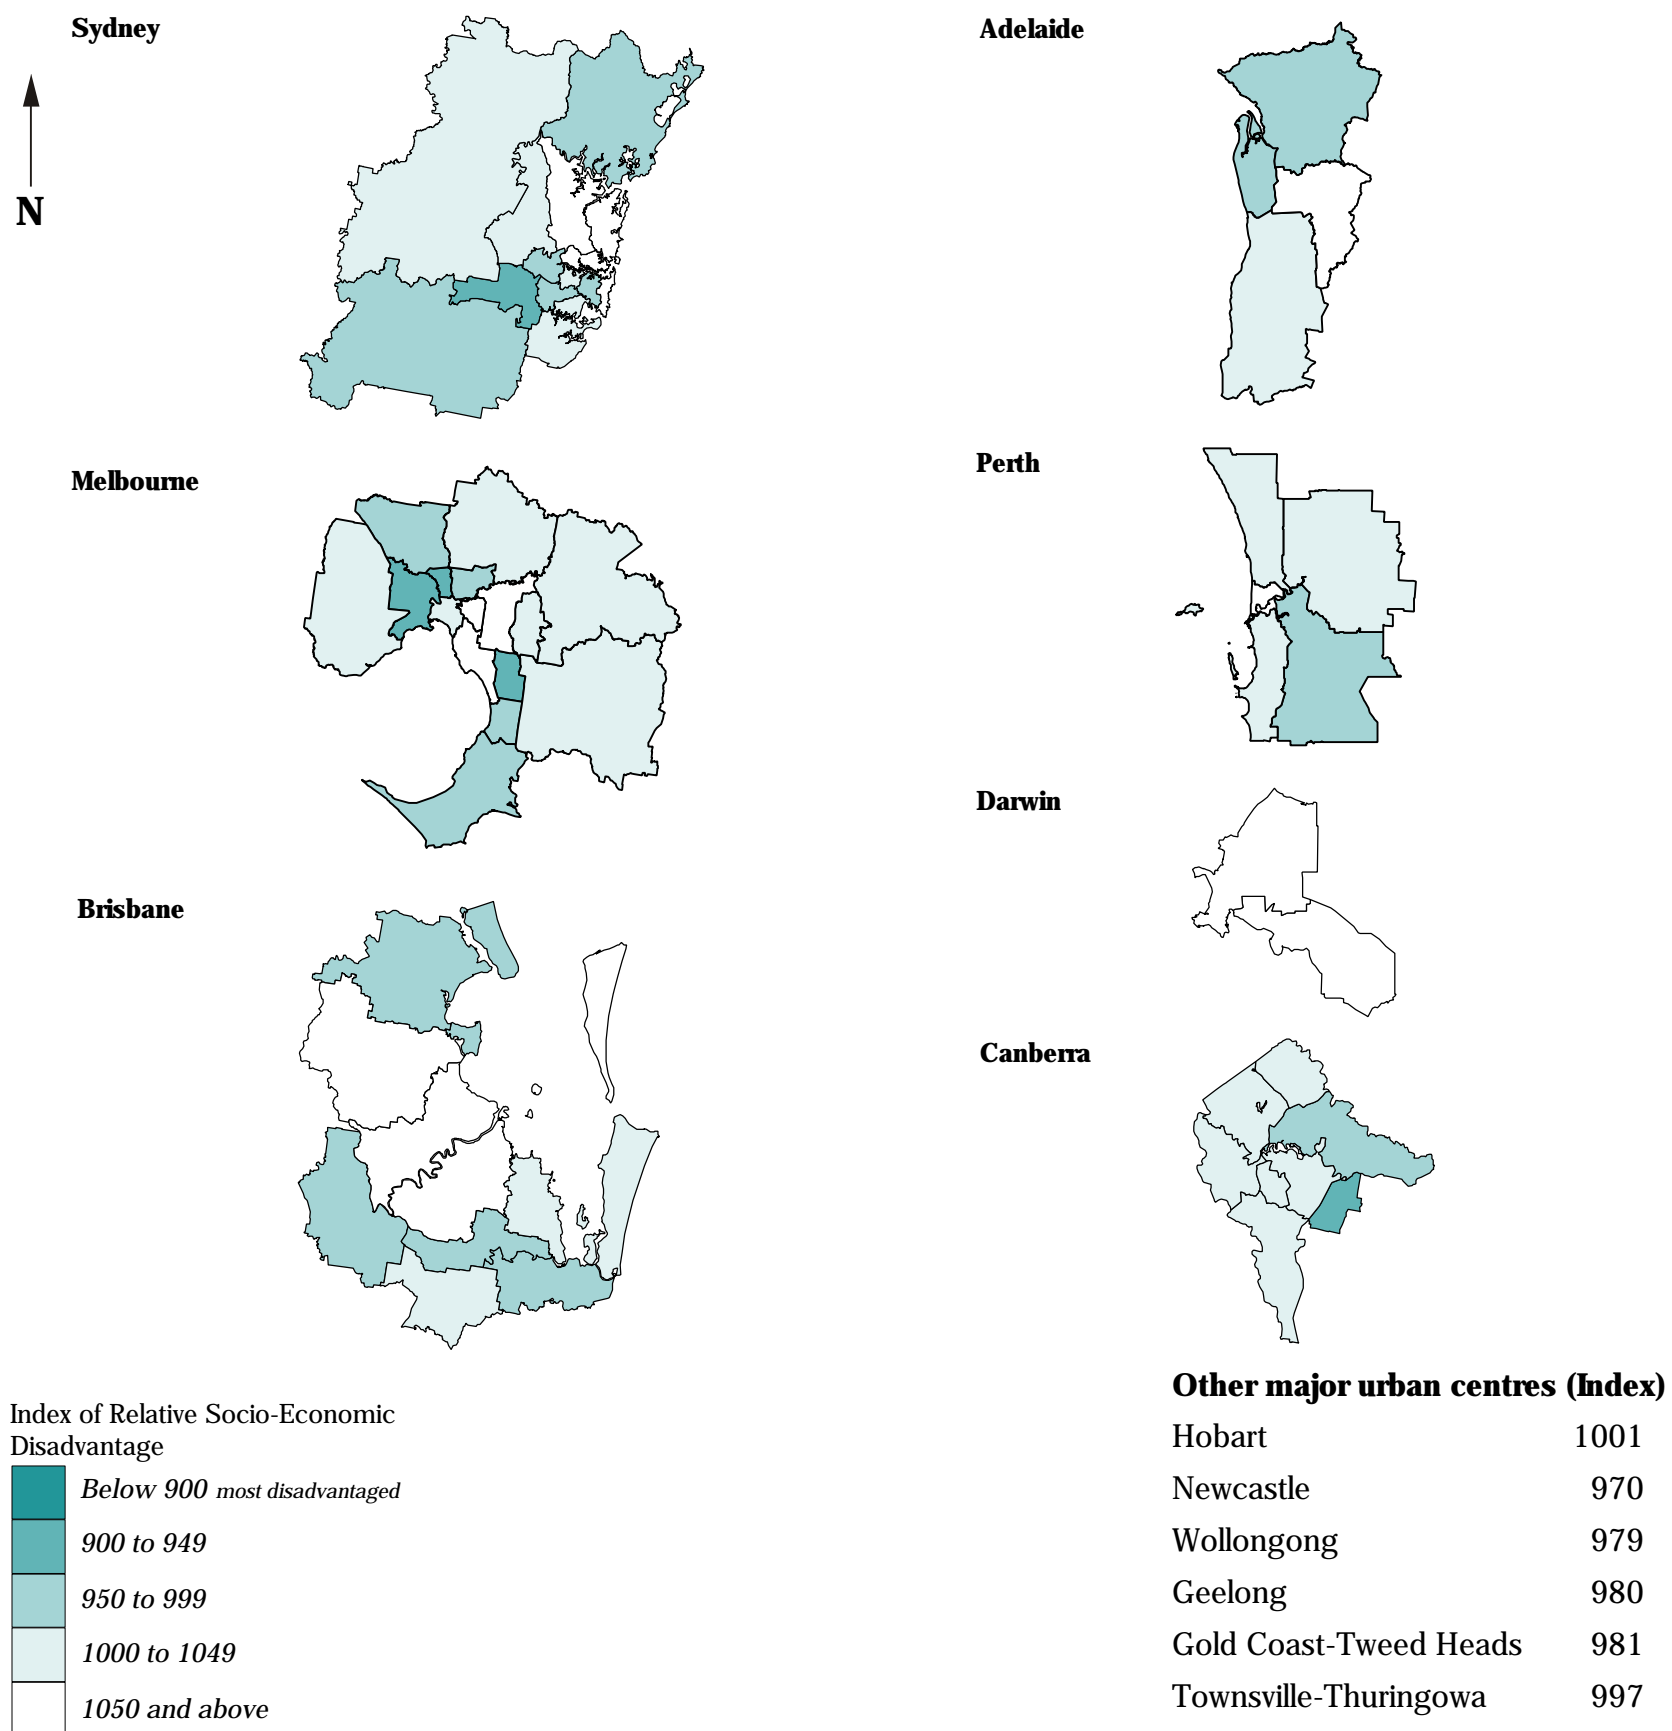 Sydney
Adelaide
N
Perth
Melbourne
Darwin
Brisbane
Canberra
Other major urban centres (Index)
Hobart 1001
Newcastle 970
Wollongong 979
Geelong 980
Gold Coast-Tweed Heads 981
Townsville-Thuringowa 997
Index of Relative Socio-Economic
Disadvantage
Below 900 most disadvantaged
900 to 949
950 to 999
1000 to 1049
1050 and above